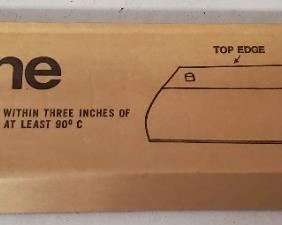 ne
TOP EDGE
WITHIN THREE INCHES OF
AT LEAST 90° C